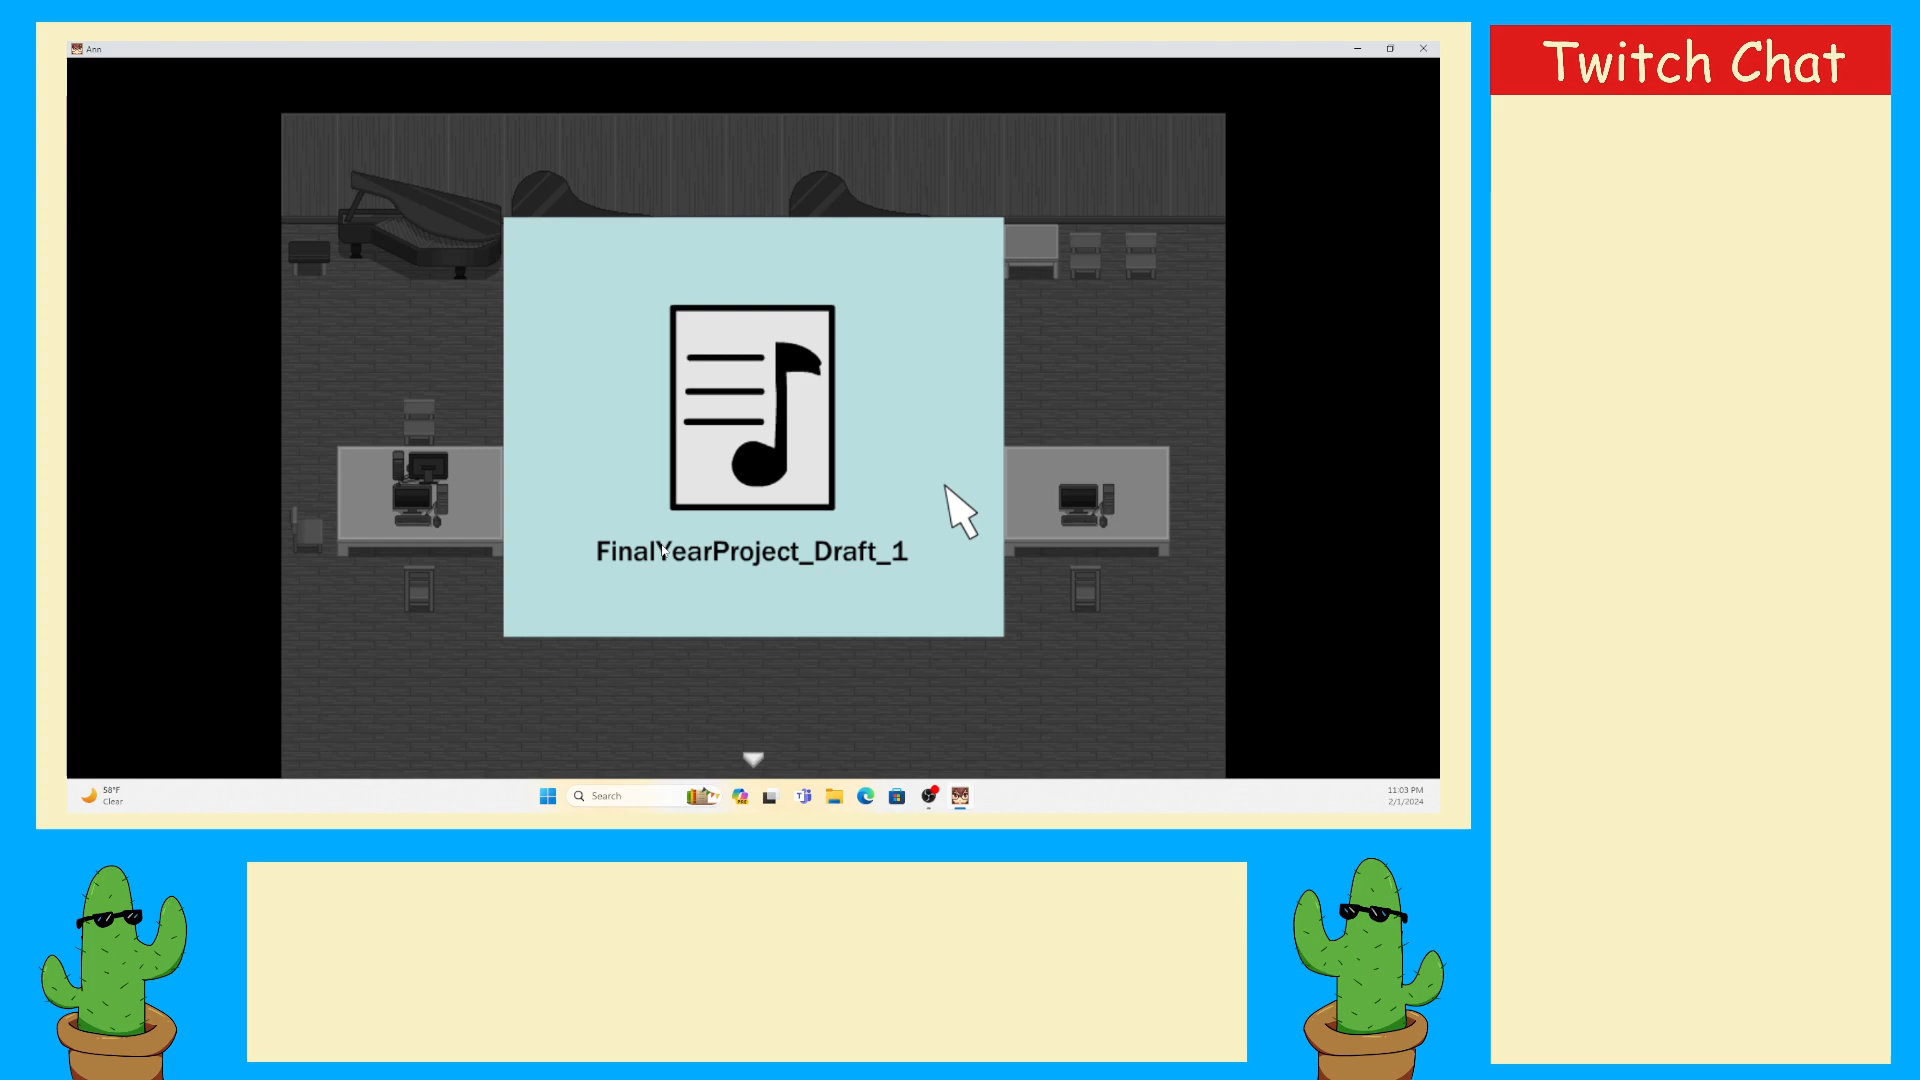 Ann
Twitch Chat
FinalYearProject_Draft_1
58°F
Clear
Search
11:03 PM
2/1/2024